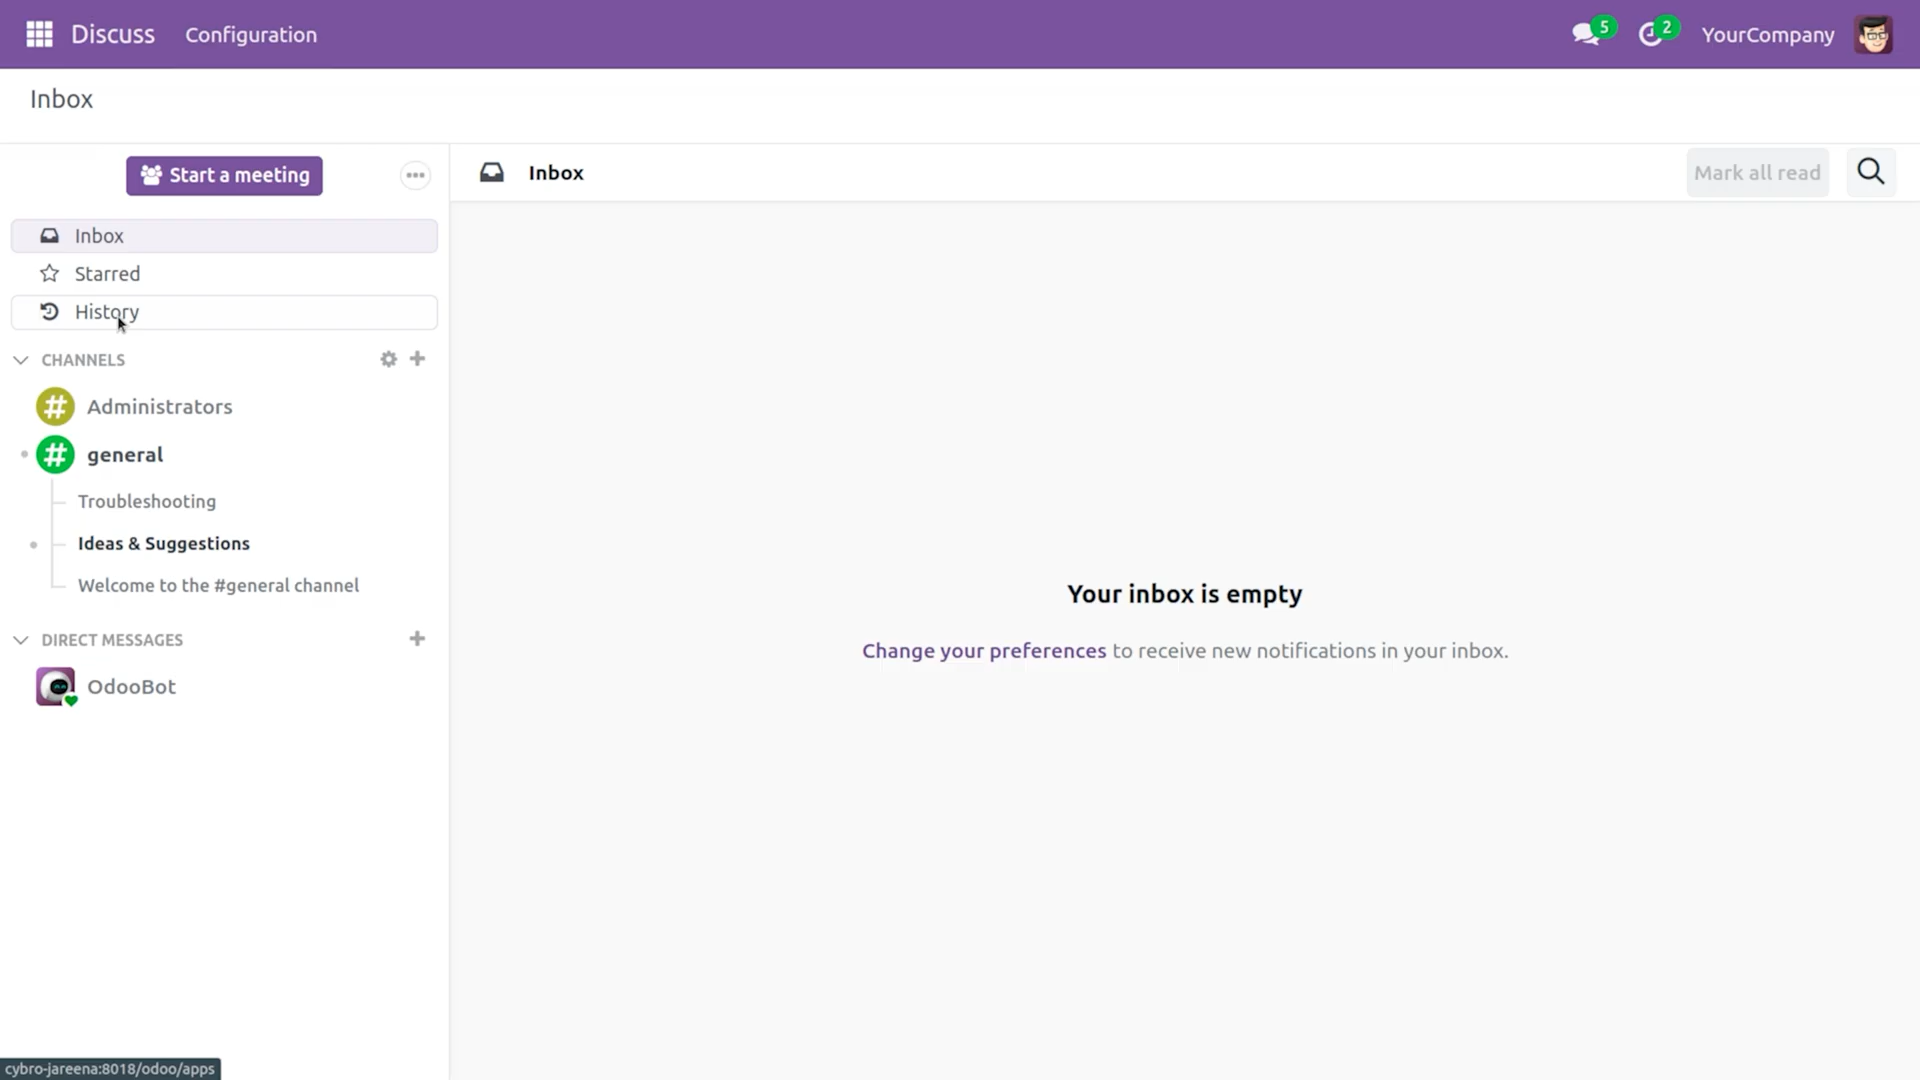 Discuss Configuration 5 2 YourCompany
Inbox
Start a meeting
Inbox
Mark all read
Inbox
Starred
History
CHANNELS
# Administrators
# general
Troubleshooting
Ideas & Suggestions
Welcome to the #general channel
DIRECT MESSAGES
OdooBot
Your inbox is empty
Change your preferences to receive new notifications in your inbox.
cybro-jareena:8018/odoo/apps